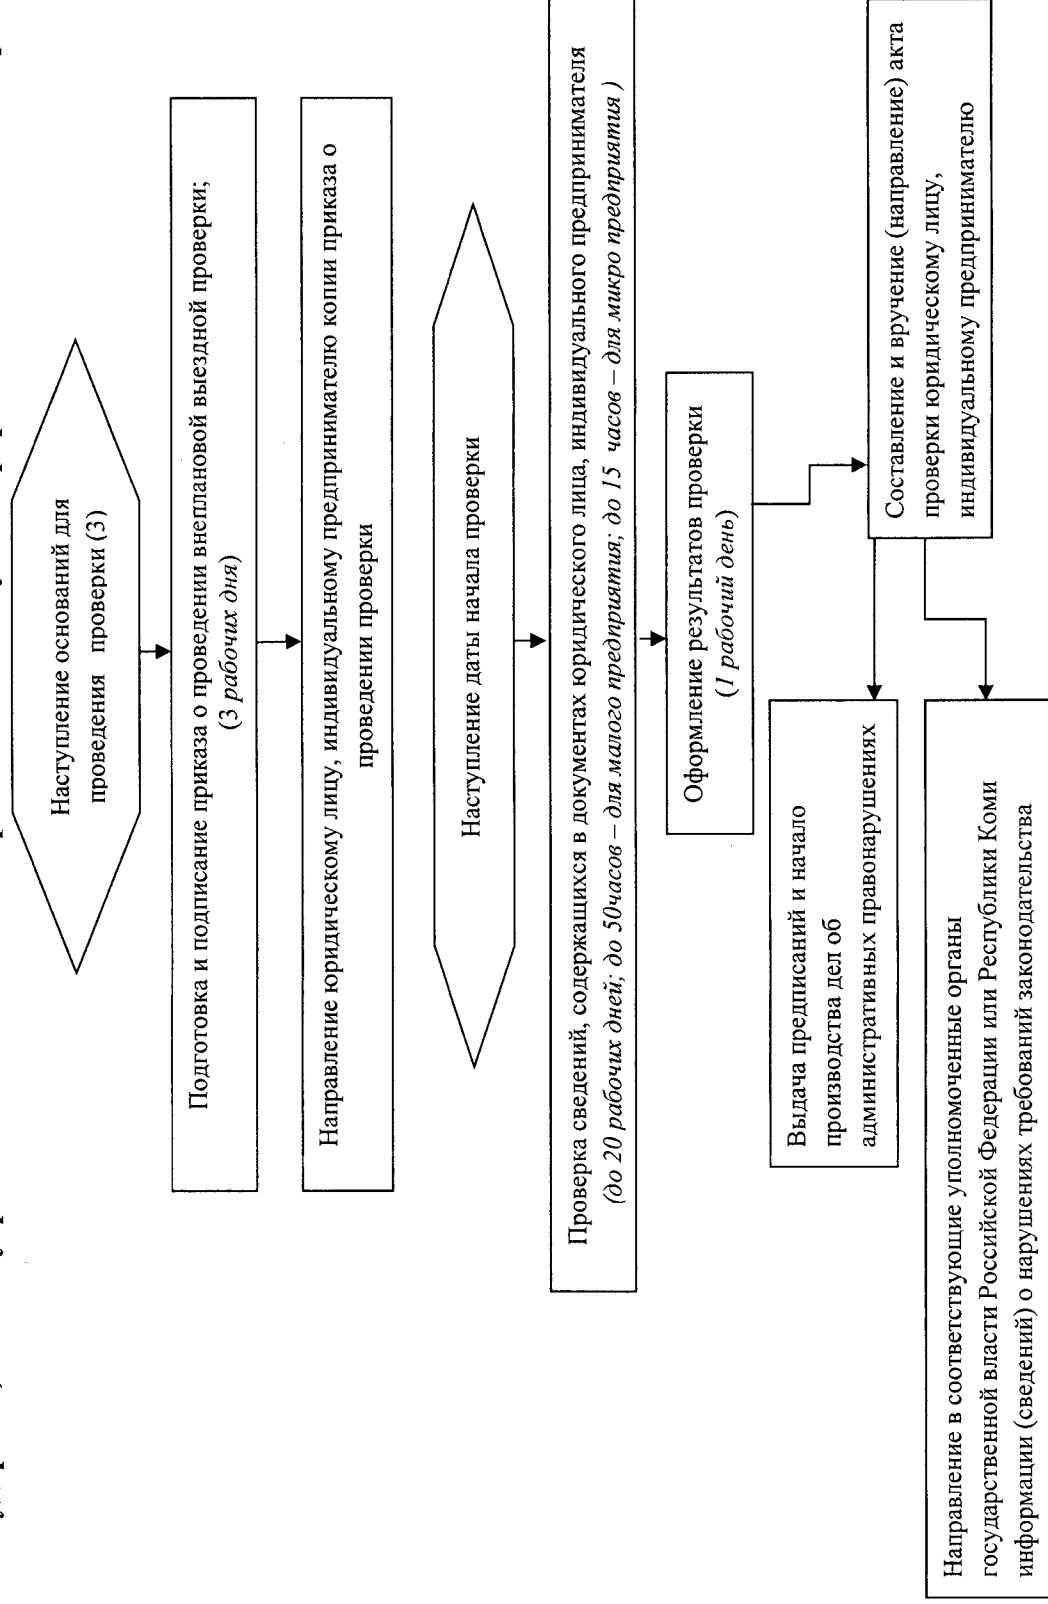 Наступление оснований для
проведения проверки (3)
Подготовка и подписание приказа о проведении внеплановой выездной проверки;
(3 рабочих дня)
Направление юридическому лицу, индивидуальному предпринимателю копии приказа о
проведении проверки
Наступление даты начала проверки
Проверка сведений, содержащихся в документах юридического лица, индивидуального предпринимателя
(до 20 рабочих дней; до 50часов – для малого предприятия; до 15 часов – для микро предприятия )
Оформление результатов проверки
(1 рабочий день)
Составление и вручение (направление) акта
проверки юридическому лицу,
индивидуальному предпринимателю
Выдача предписаний и начало
производства дел об
административных правонарушениях
Направление в соответствующие уполномоченные органы
государственной власти Российской Федерации или Республики Коми
информации (сведений) о нарушениях требований законодательства